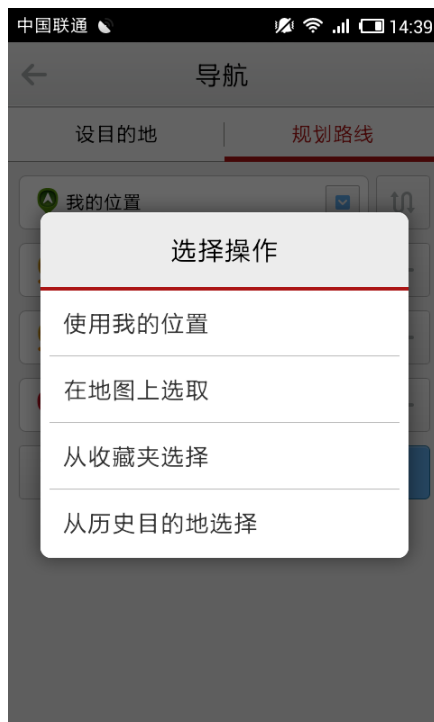 中国联通 14:39
导航
设目的地 规划路线
我的位置
选择操作
使用我的位置
在地图上选取
从收藏夹选择
从历史目的地选择